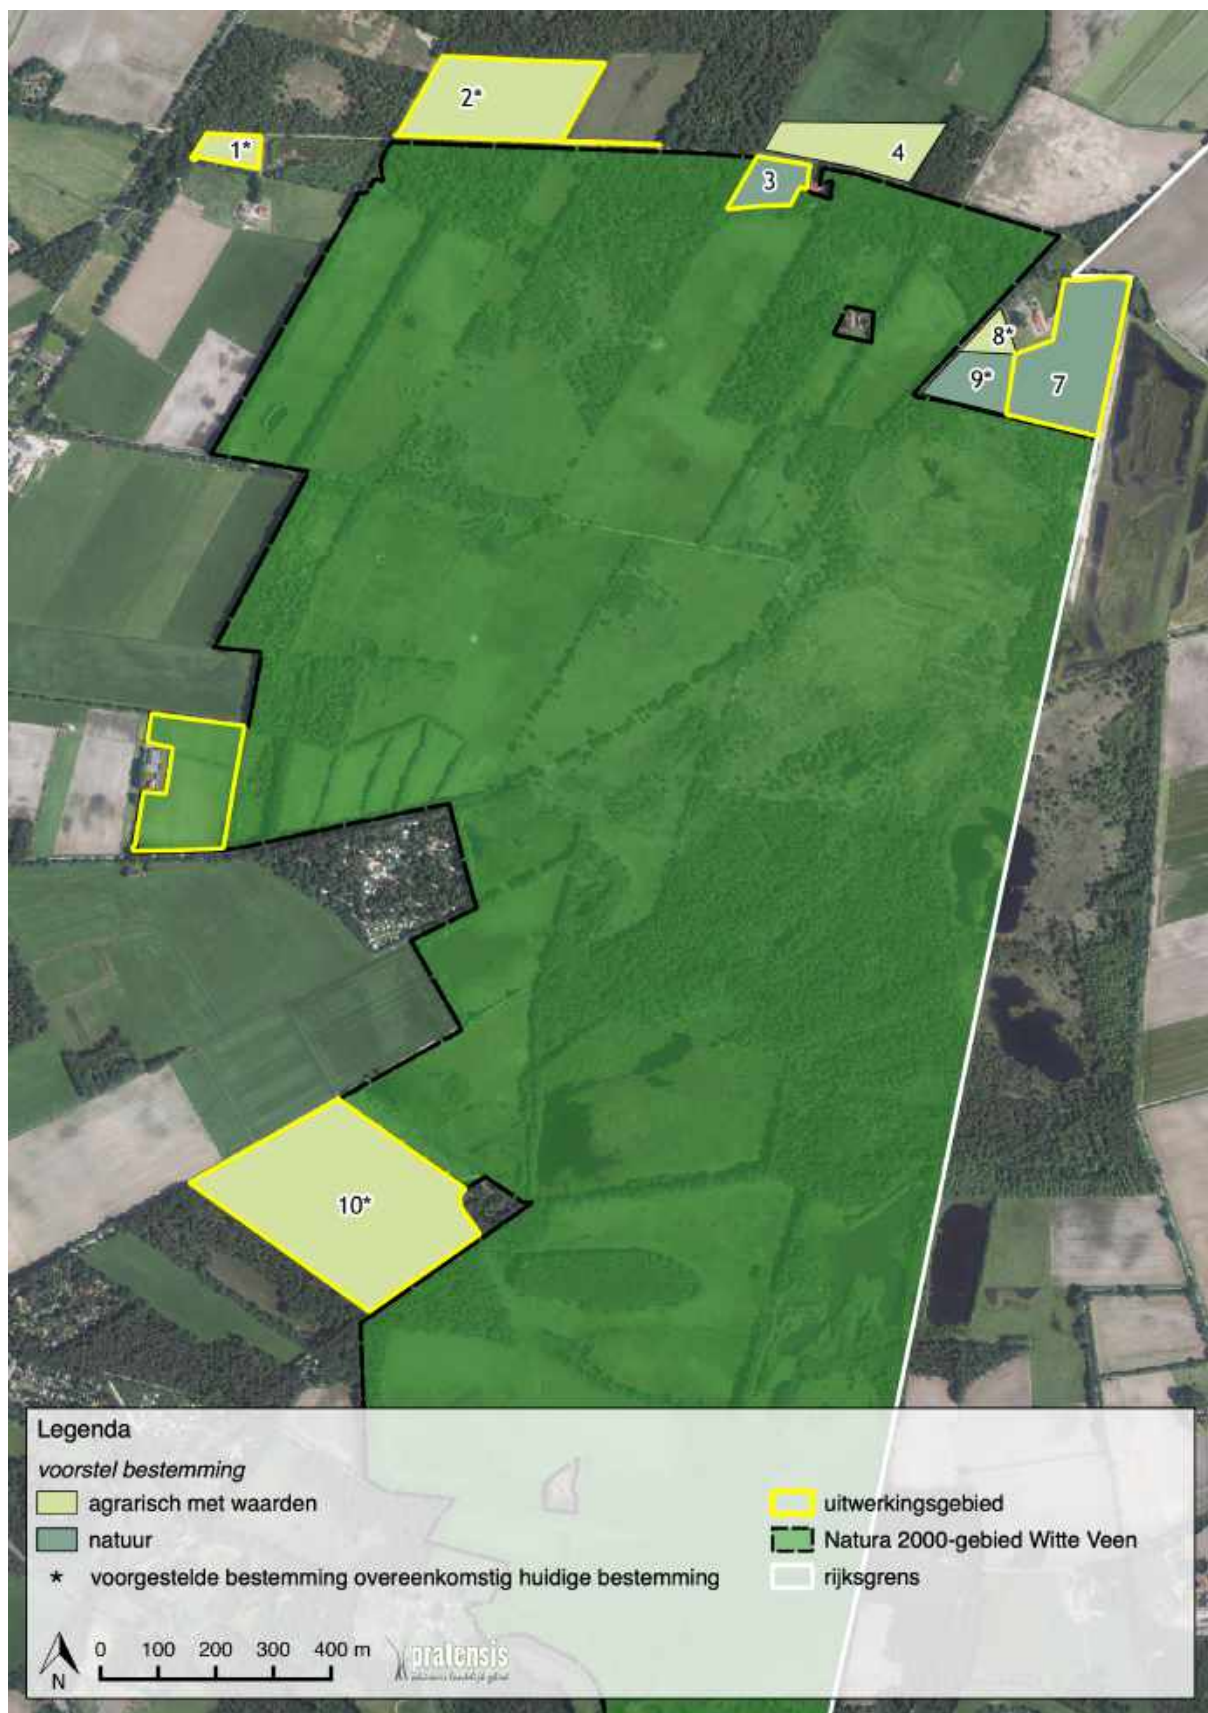 2*
1*
4
3
8*
9*
7
10*
Legenda
voorstel bestemming
agrarisch met waarden
natuur
* voorgestelde bestemming overeenkomstig huidige bestemming
uitwerkingsgebied
Natura 2000-gebied Witte Veen
rijksgrens
0 100 200 300 400 m
N
pratensis